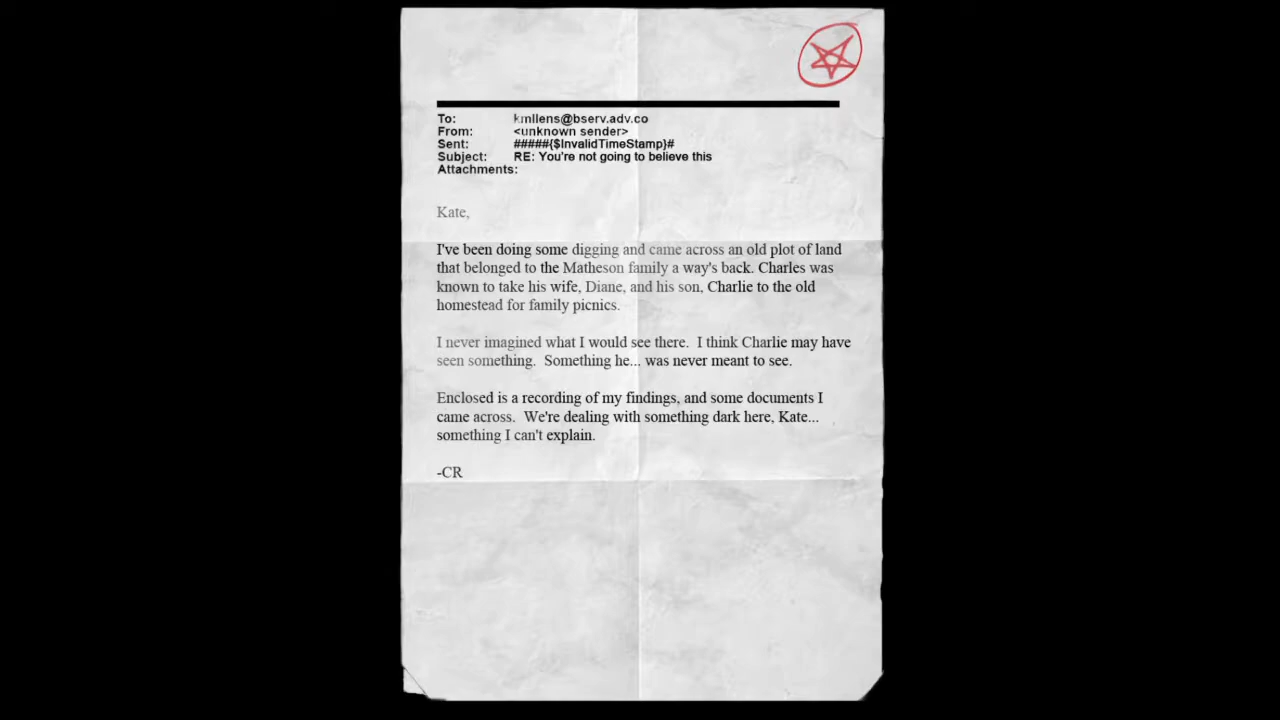 To: kmllens@bserv.adv.co
From: <unknown sender>
Sent: #####{$InvalidTimeStamp}#
Subject: RE: You're not going to believe this
Attachments:
Kate,
I've been doing some digging and came across an old plot of land
that belonged to the Matheson family a way's back. Charles was
known to take his wife, Diane, and his son, Charlie to the old
homestead for family picnics.
I never imagined what I would see there.  I think Charlie may have
seen something.  Something he... was never meant to see.
Enclosed is a recording of my findings, and some documents I
came across.  We're dealing with something dark here, Kate...
something I can't explain.
-CR